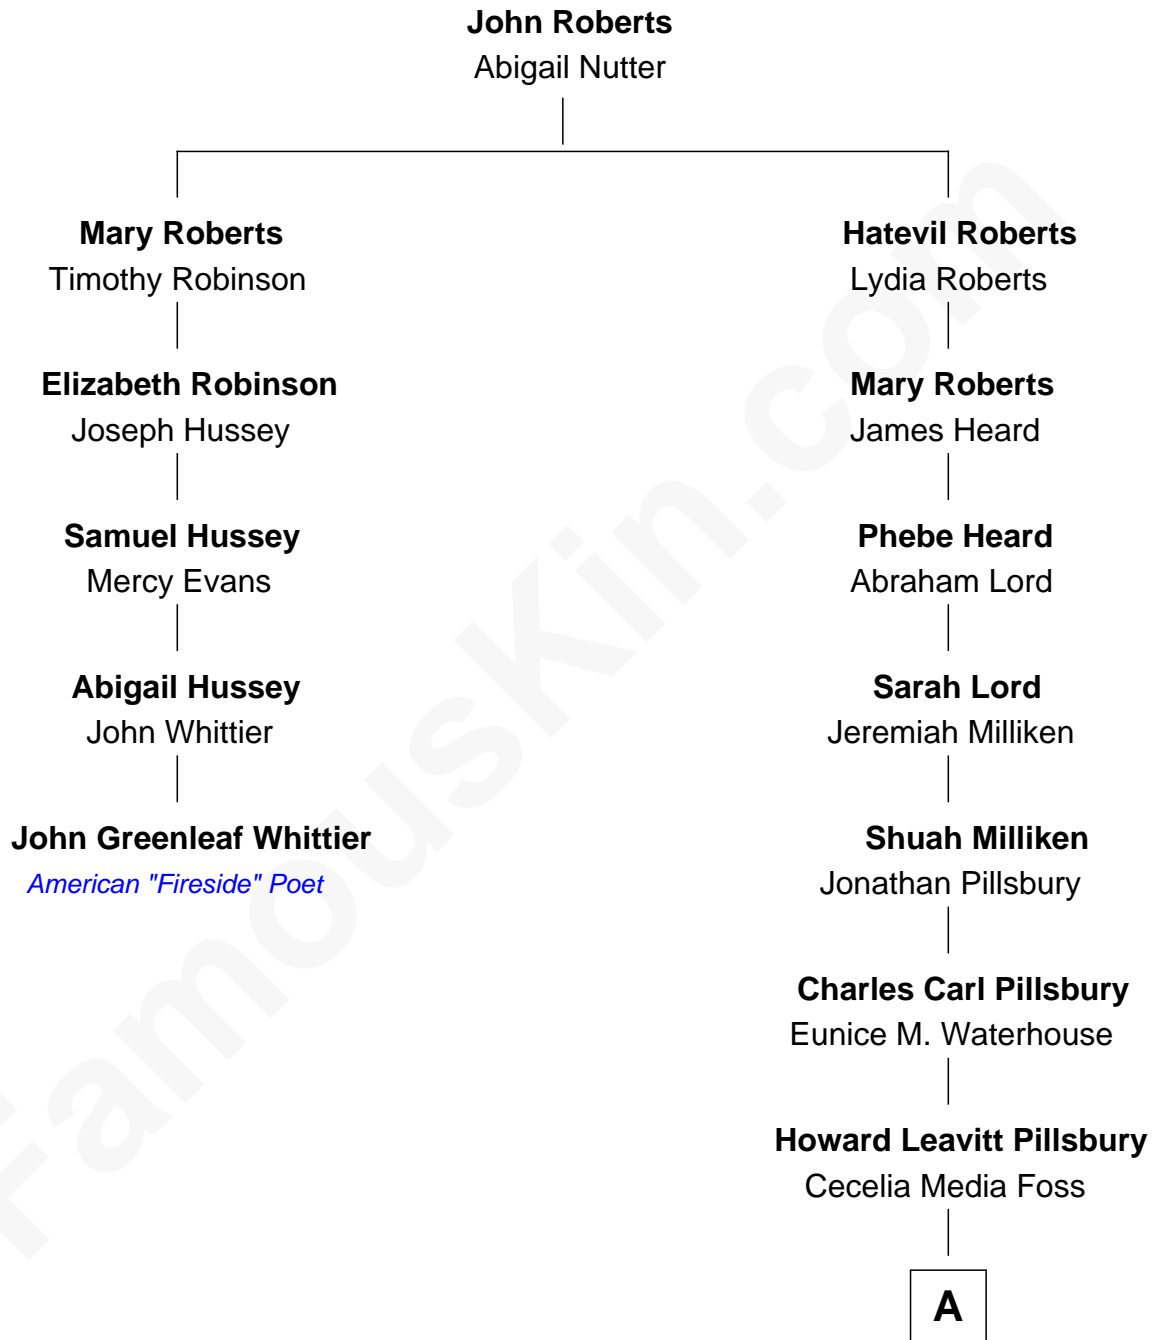 John Roberts
Abigail Nutter
Mary Roberts
Timothy Robinson
Hatevil Roberts
Lydia Roberts
Elizabeth Robinson
Joseph Hussey
Mary Roberts
James Heard
Samuel Hussey
Mercy Evans
Phebe Heard
Abraham Lord
Abigail Hussey
John Whittier
Sarah Lord
Jeremiah Milliken
John Greenleaf Whittier
American "Fireside" Poet
Shuah Milliken
Jonathan Pillsbury
Charles Carl Pillsbury
Eunice M. Waterhouse
Howard Leavitt Pillsbury
Cecelia Media Foss
A
FamousKin.com